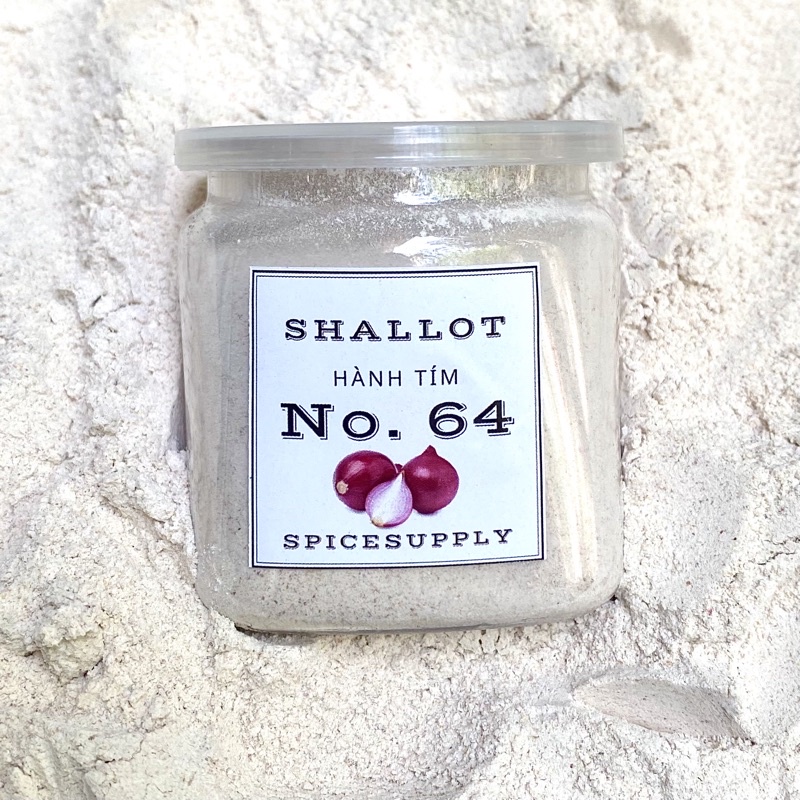 SHALLOT
HÀNH TÍM
No. 64
SPICESUPPLY